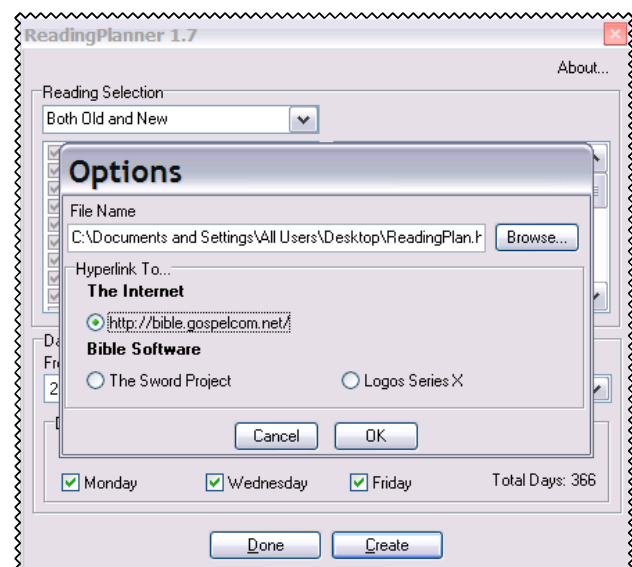 ReadingPlanner 1.7
About...
Reading Selection
Both Old and New
Options
File Name
C:\Documents and Settings\All Users\Desktop\ReadingPlan.h
Browse...
Hyperlink To...
The Internet
http://bible.gospelcom.net/
Bible Software
The Sword Project Logos Series X
Cancel OK
Monday Wednesday Friday Total Days: 366
Done Create